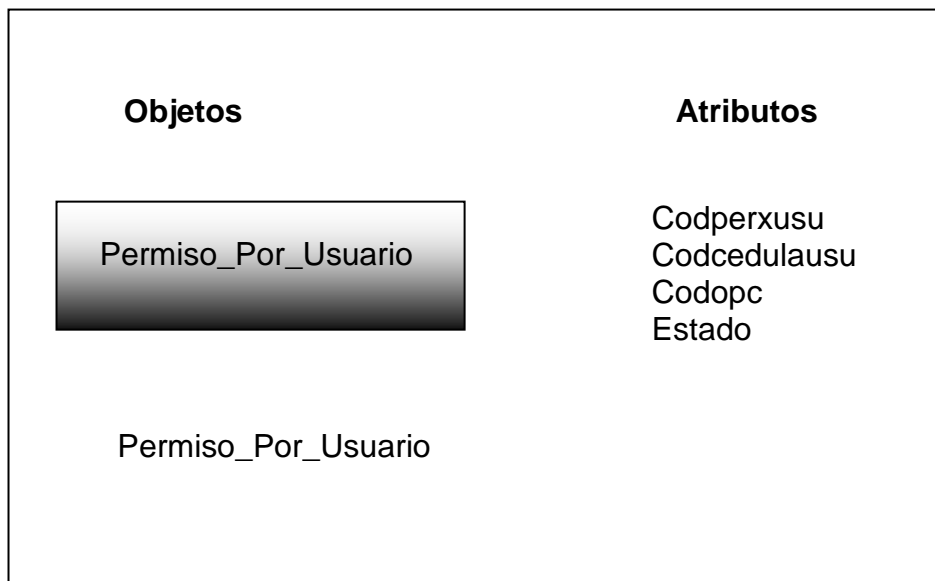 Objetos
Atributos
Permiso_Por_Usuario
Codperxusu
Codcedulausu
Codopc
Estado
Permiso_Por_Usuario